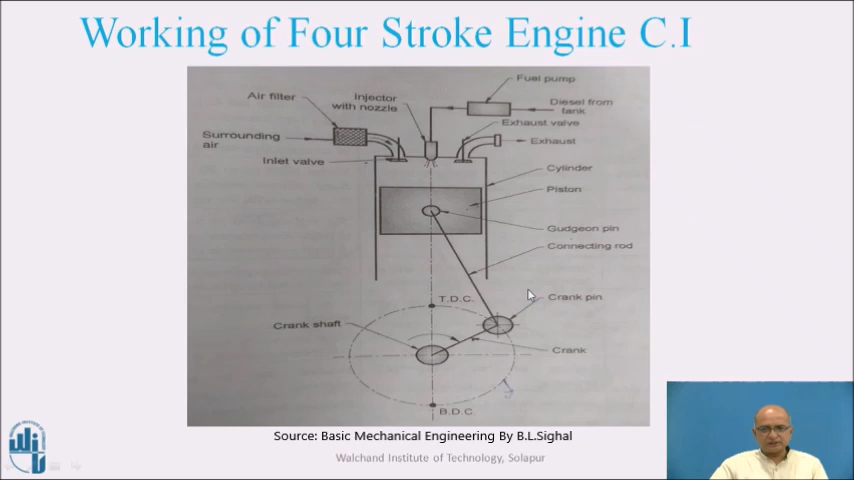 Working of Four Stroke Engine C.I
Fuel pump
Air filter
Injector
with nozzle
Diesel from
tank
Exhaust valve
Surrounding
air
Exhaust
Inlet valve
Cylinder
Piston
Gudgeon pin
Connecting rod
T.D.C.
Crank pin
Crank shaft
Crank
B.D.C.
Source: Basic Mechanical Engineering By B.L.Sighal
Walchand Institute of Technology, Solapur